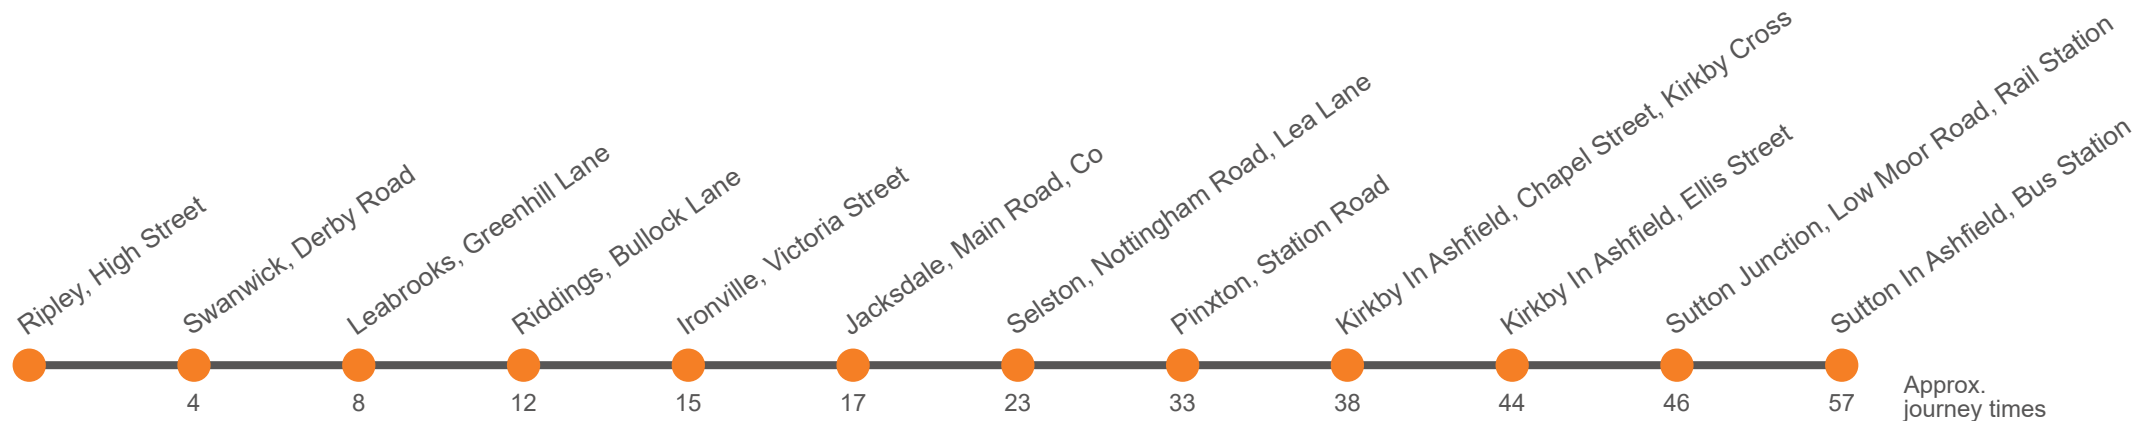 Ripley, High Street
Swanwick, Derby Road
Leabrooks, Greenhill Lane
Riddings, Bullock Lane
Ironville, Victoria Street
Jacksdale, Main Road, Co
Selston, Nottingham Road, Lea Lane
Pinxton, Station Road
Kirkby In Ashfield, Chapel Street, Kirkby Cross
Kirkby In Ashfield, Ellis Street
Sutton Junction, Low Moor Road, Rail Station
Sutton In Ashfield, Bus Station
4 8 12 15 17 23 33 38 44 46 57
Approx.
journey times